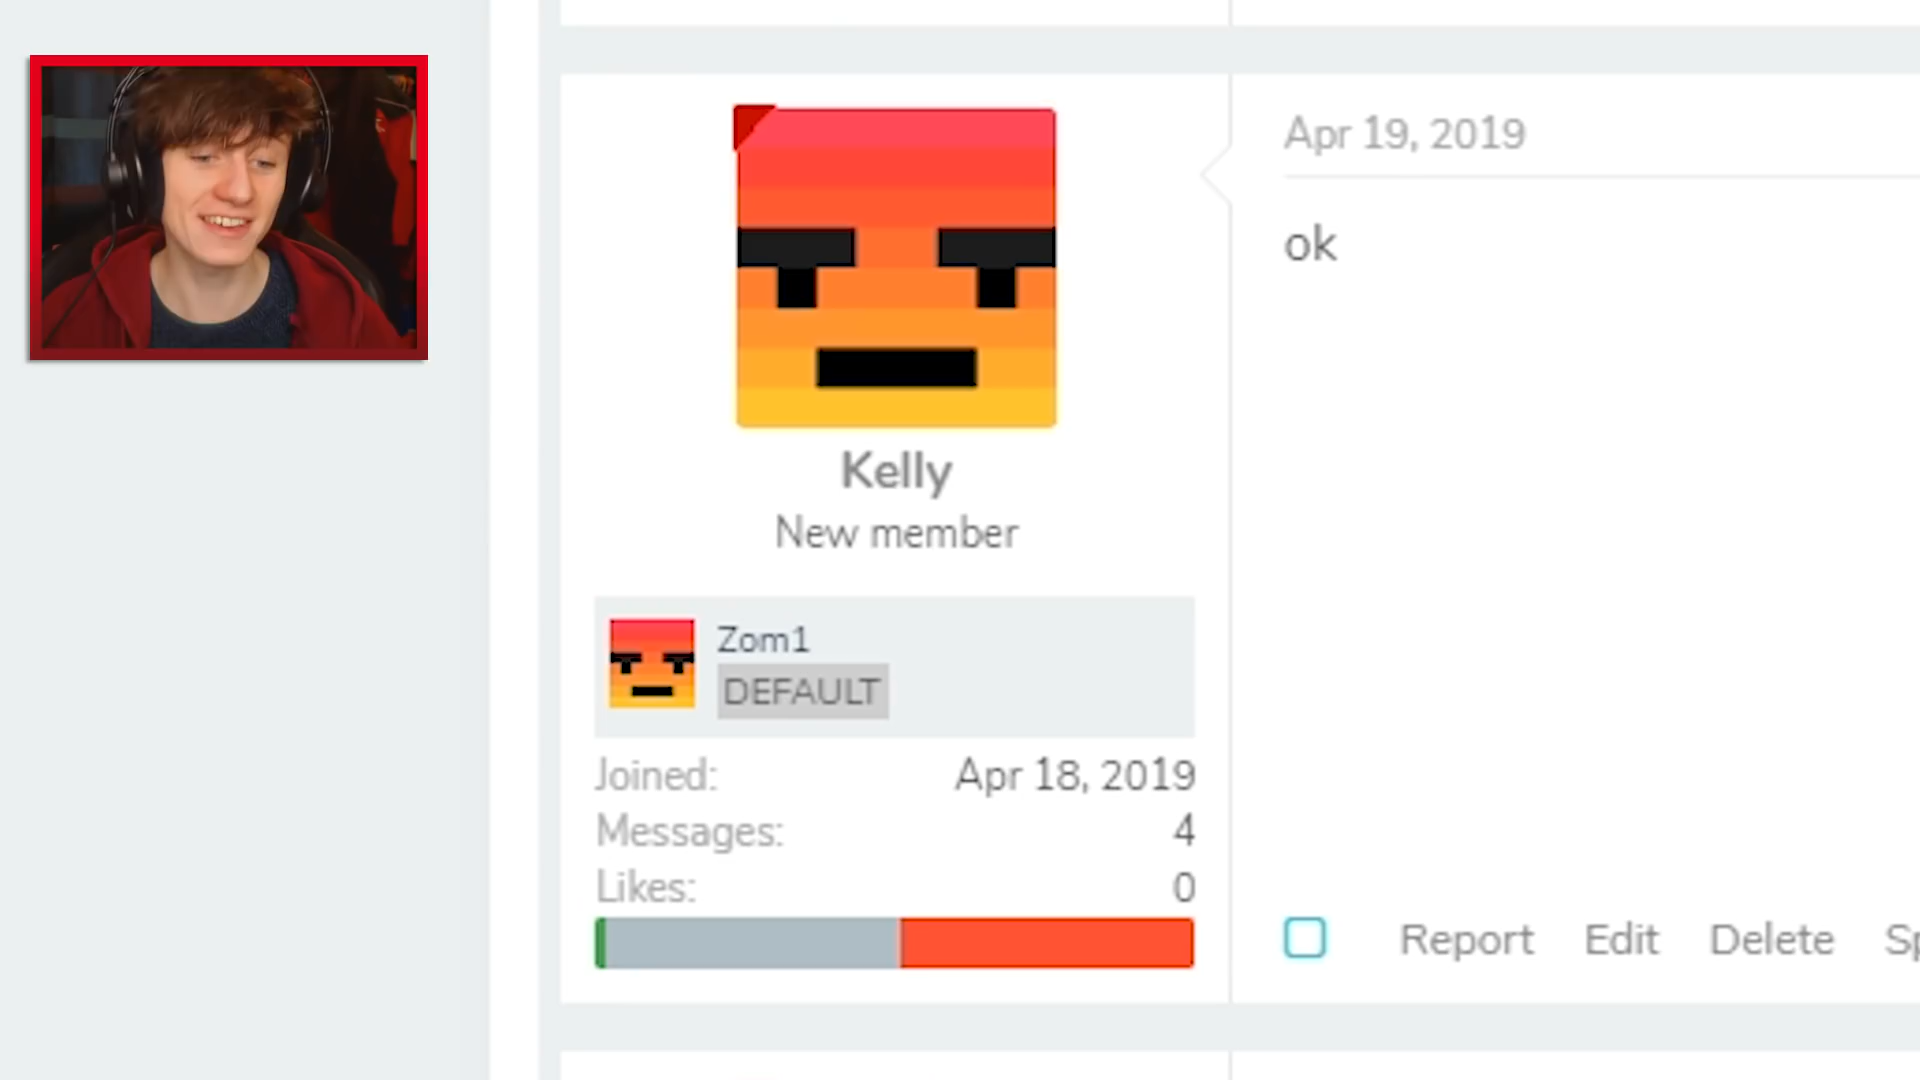 Apr 19, 2019
ok
Kelly
New member
Zom1
DEFAULT
Joined: Apr 18, 2019
Messages: 4
Likes: 0
Report Edit Delete